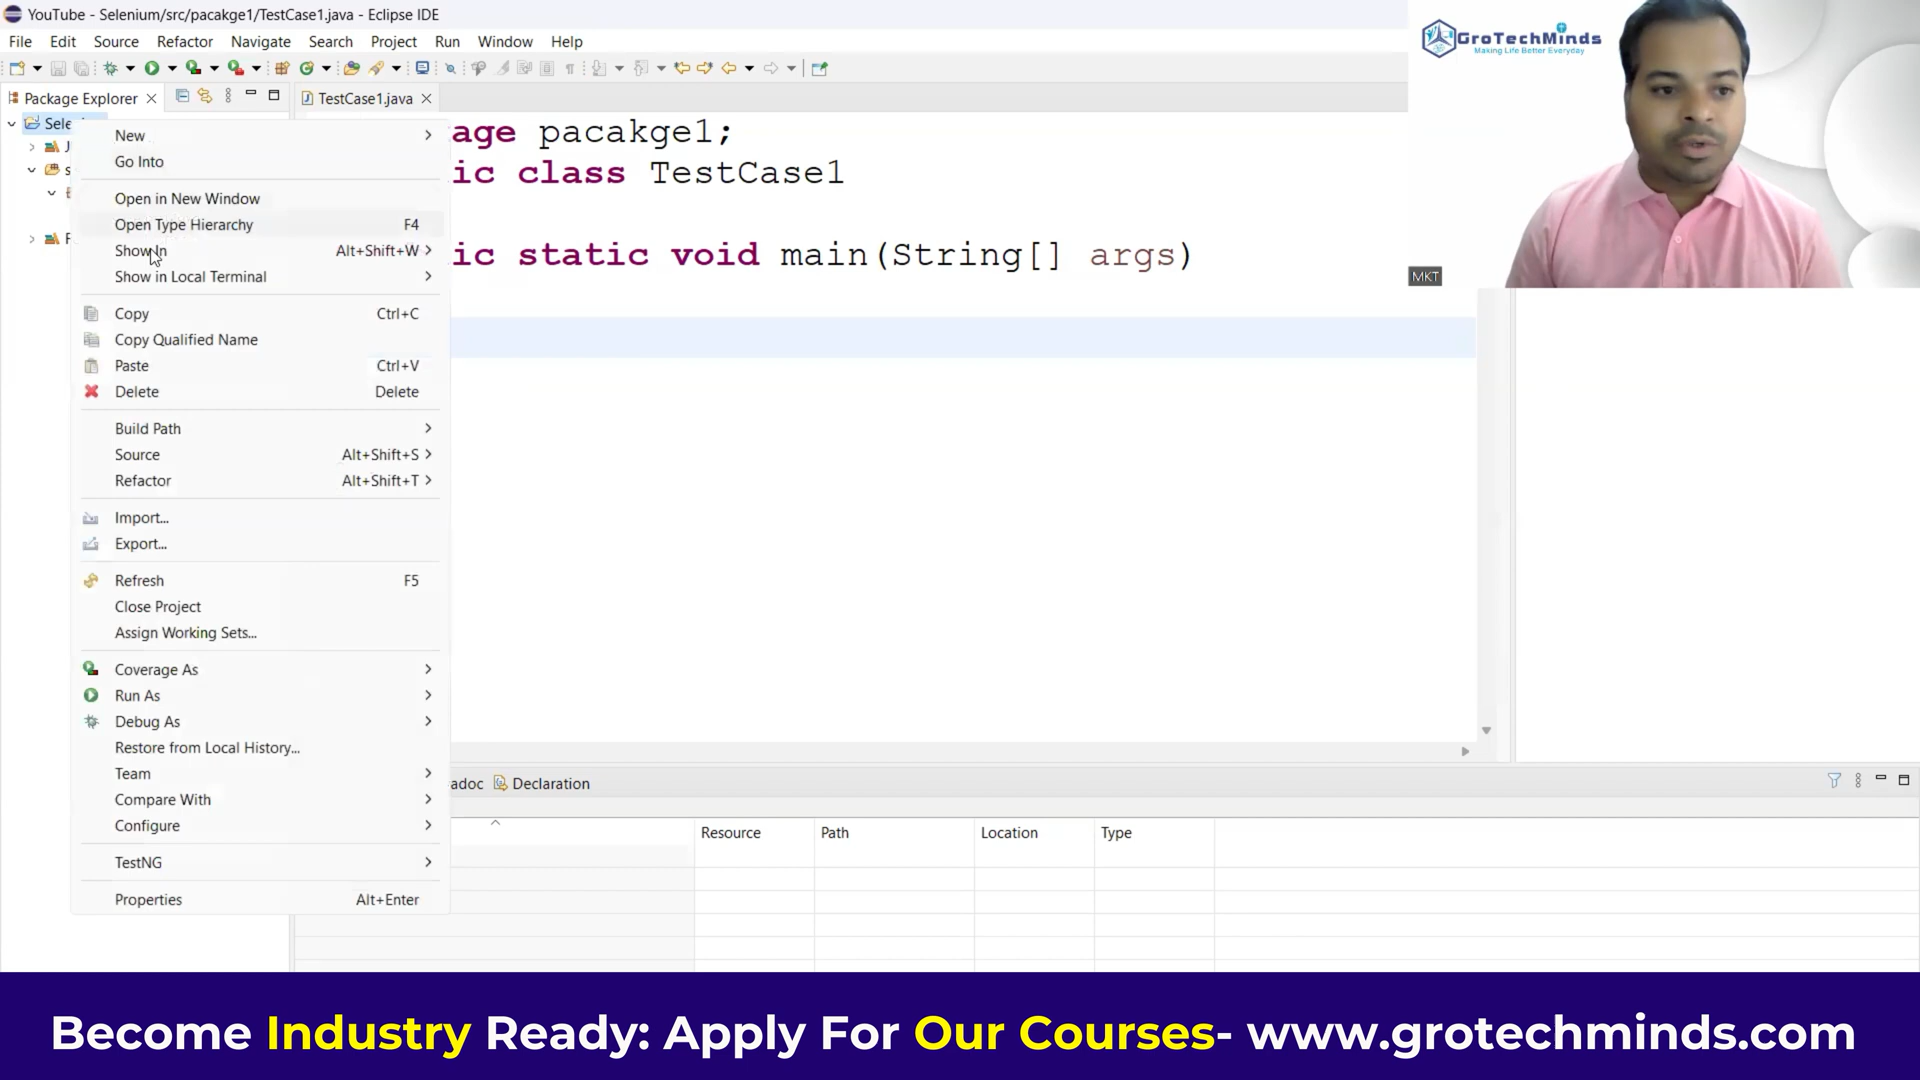 YouTube - Selenium/src/pacakge1/TestCase1.java - Eclipse IDE
File Edit Source Refactor Navigate Search Project Run Window Help
Package Explorer
TestCase1.java
New
Go Into
Open in New Window
Open Type Hierarchy F4
Show In Alt+Shift+W
Show in Local Terminal
Copy Ctrl+C
Copy Qualified Name
Paste Ctrl+V
Delete Delete
Build Path
Source Alt+Shift+S
Refactor Alt+Shift+T
Import...
Export...
Refresh F5
Close Project
Assign Working Sets...
Coverage As
Run As
Debug As
Restore from Local History...
Team
Compare With
Configure
TestNG
Properties Alt+Enter
age pacakge1;
ic class TestCase1
ic static void main(String[] args)
adoc Declaration
Resource Path Location Type
GroTechMinds
Making Life Better Everyday
MKT
Become Industry Ready: Apply For Our Courses- www.grotechminds.com